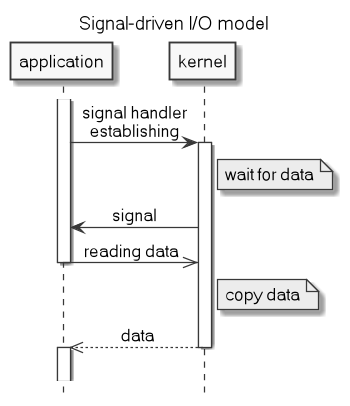 Signal-driven I/O model
application
kernel
signal handler
establishing
wait for data
signal
reading data
copy data
data